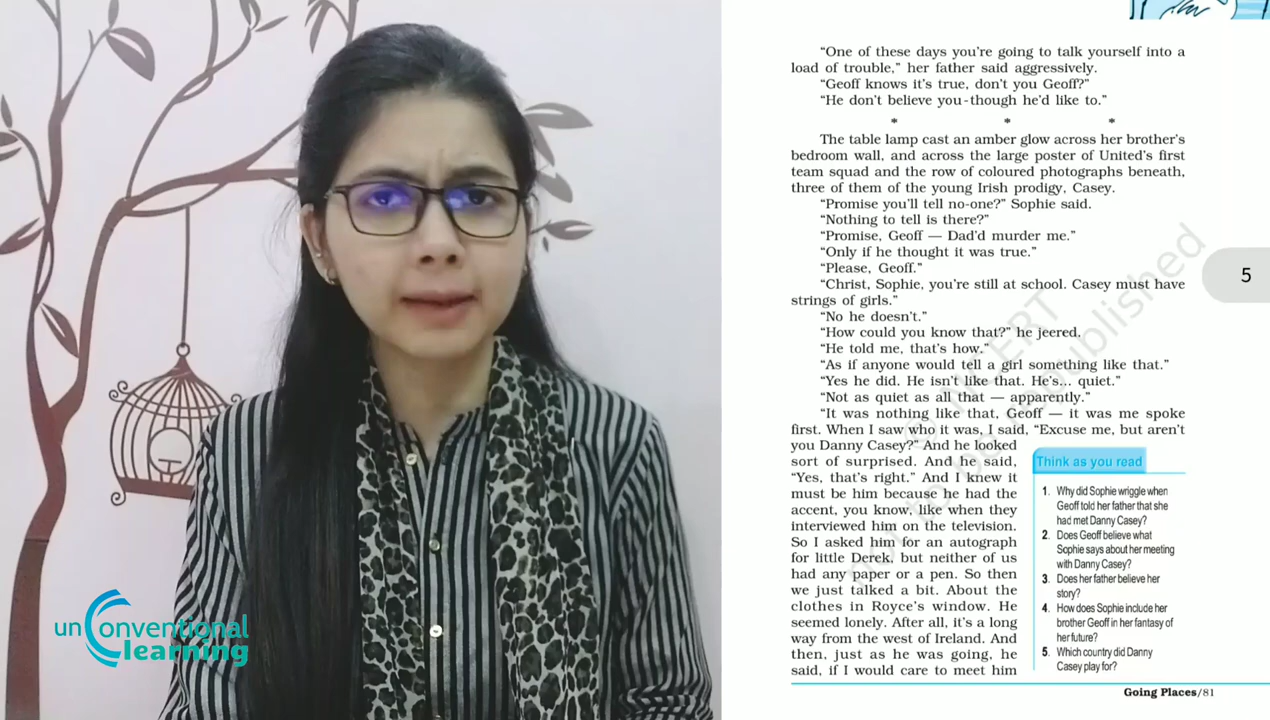 “One of these days you’re going to talk yourself into a
load of trouble,” her father said aggressively.
“Geoff knows it’s true, don’t you Geoff?”
“He don’t believe you-though he’d like to.”
* * *
The table lamp cast an amber glow across her brother’s
bedroom wall, and across the large poster of United’s first
team squad and the row of coloured photographs beneath,
three of them of the young Irish prodigy, Casey.
“Promise you’ll tell no-one?” Sophie said.
“Nothing to tell is there?”
“Promise, Geoff — Dad’d murder me.”
“Only if he thought it was true.”
“Please, Geoff.”
“Christ, Sophie, you’re still at school. Casey must have
strings of girls.”
“No he doesn’t.”
“How could you know that?” he jeered.
“He told me, that’s how.”
“As if anyone would tell a girl something like that.”
“Yes he did. He isn’t like that. He’s... quiet.”
“Not as quiet as all that — apparently.”
“It was nothing like that, Geoff — it was me spoke
first. When I saw who it was, I said, “Excuse me, but aren’t
you Danny Casey?” And he looked
sort of surprised. And he said,
“Yes, that’s right.” And I knew it
must be him because he had the
accent, you know, like when they
interviewed him on the television.
So I asked him for an autograph
for little Derek, but neither of us
had any paper or a pen. So then
we just talked a bit. About the
clothes in Royce’s window. He
seemed lonely. After all, it’s a long
way from the west of Ireland. And
then, just as he was going, he
said, if I would care to meet him
Think as you read
1. Why did Sophie wriggle when
Geoff told her father that she
had met Danny Casey?
2. Does Geoff believe what
Sophie says about her meeting
with Danny Casey?
3. Does her father believe her
story?
4. How does Sophie include her
brother Geoff in her fantasy of
her future?
5. Which country did Danny
Casey play for?
Going Places/81
5
unConventional
learning
© NCERT
not to be republished